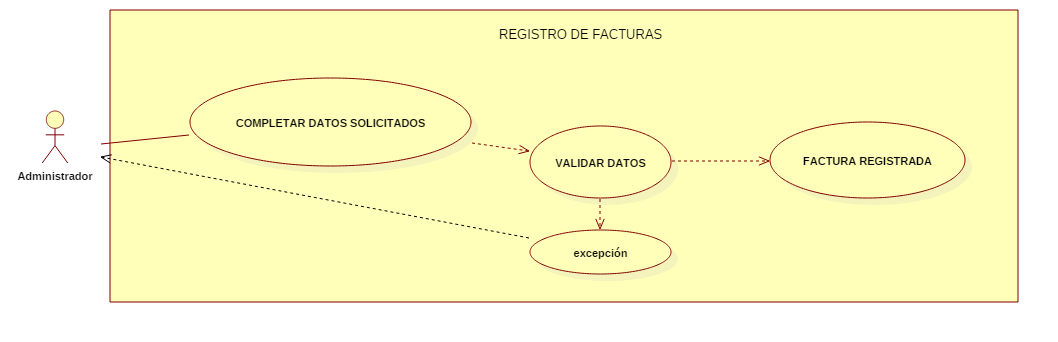 REGISTRO DE FACTURAS
COMPLETAR DATOS SOLICITADOS
VALIDAR DATOS
FACTURA REGISTRADA
Administrador
excepción